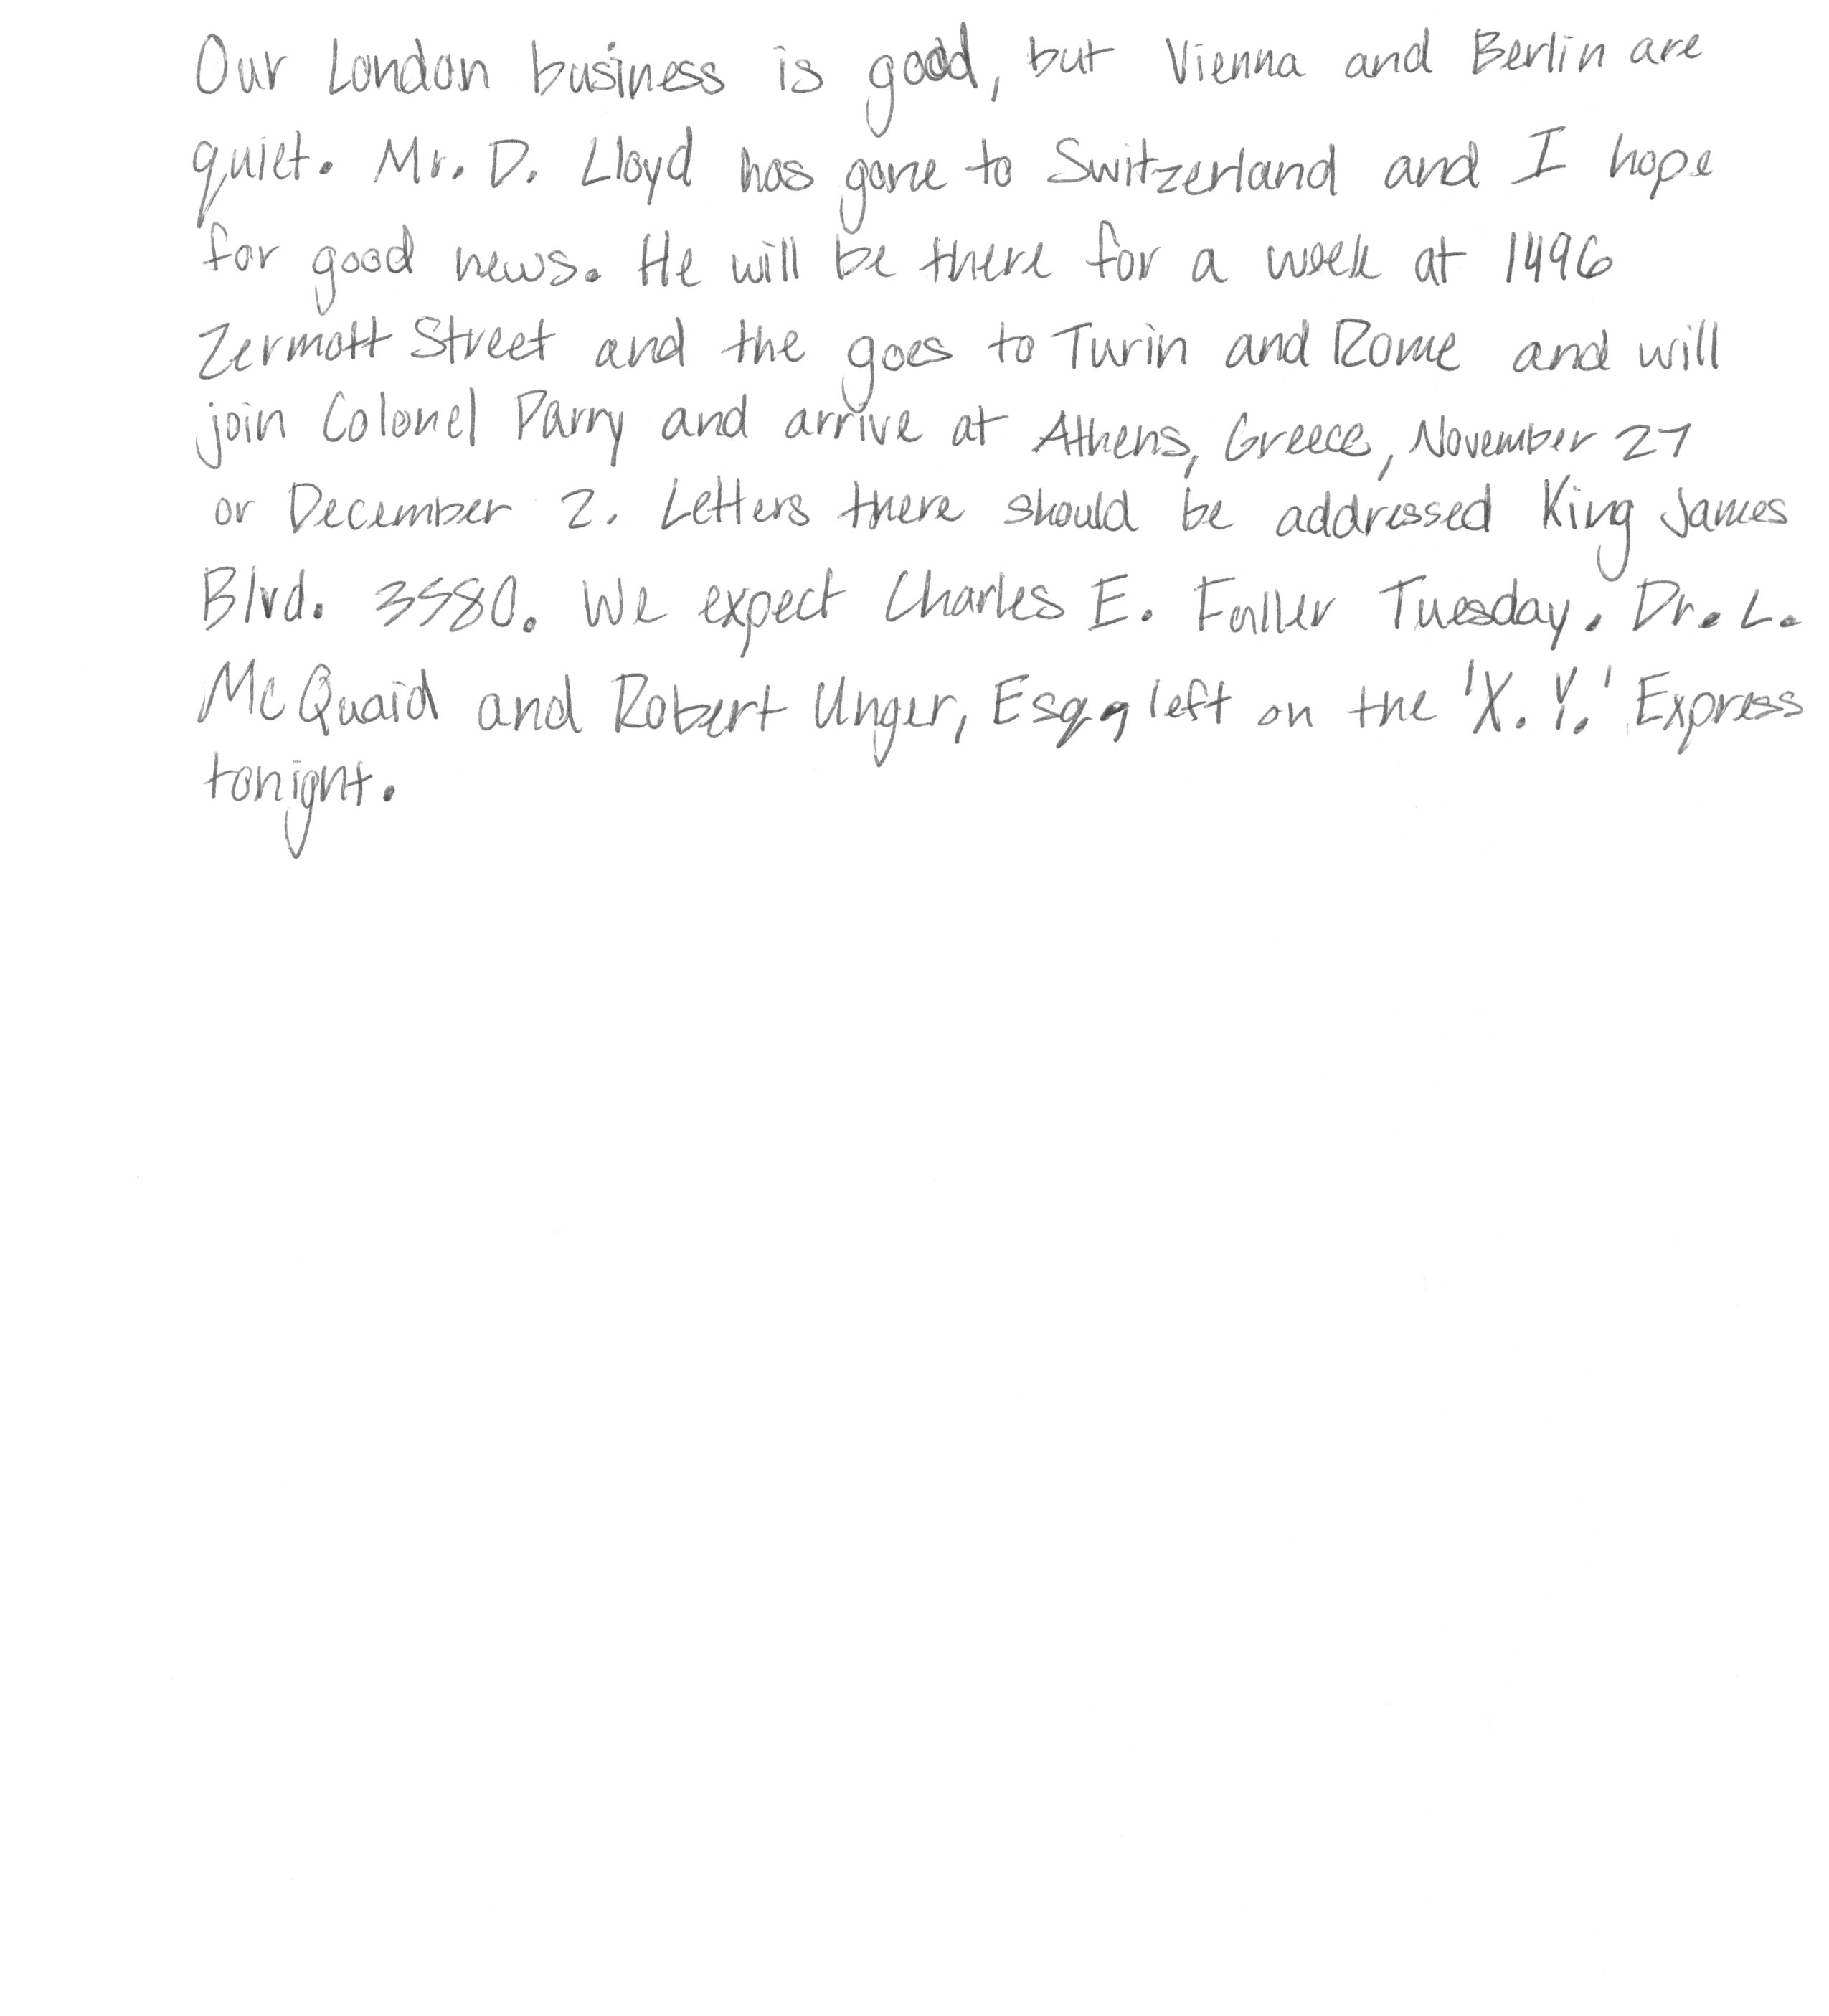 Our London business is good, but Vienna and Berlin are
quiet. Mr. D. Lloyd has gone to Switzerland and I hope
for good news. He will be there for a week at 1496
Zermott Street and the goes to Turin and Rome and will
join Colonel Parry and arrive at Athens, Greece, November 27
or December 2. Letters there should be addressed King James
Blvd. 3580. We expect Charles E. Fuller Tuesday. Dr. L.
McQuaid and Robert Unger, Esq., left on the 'X. Y.' Express
tonight.